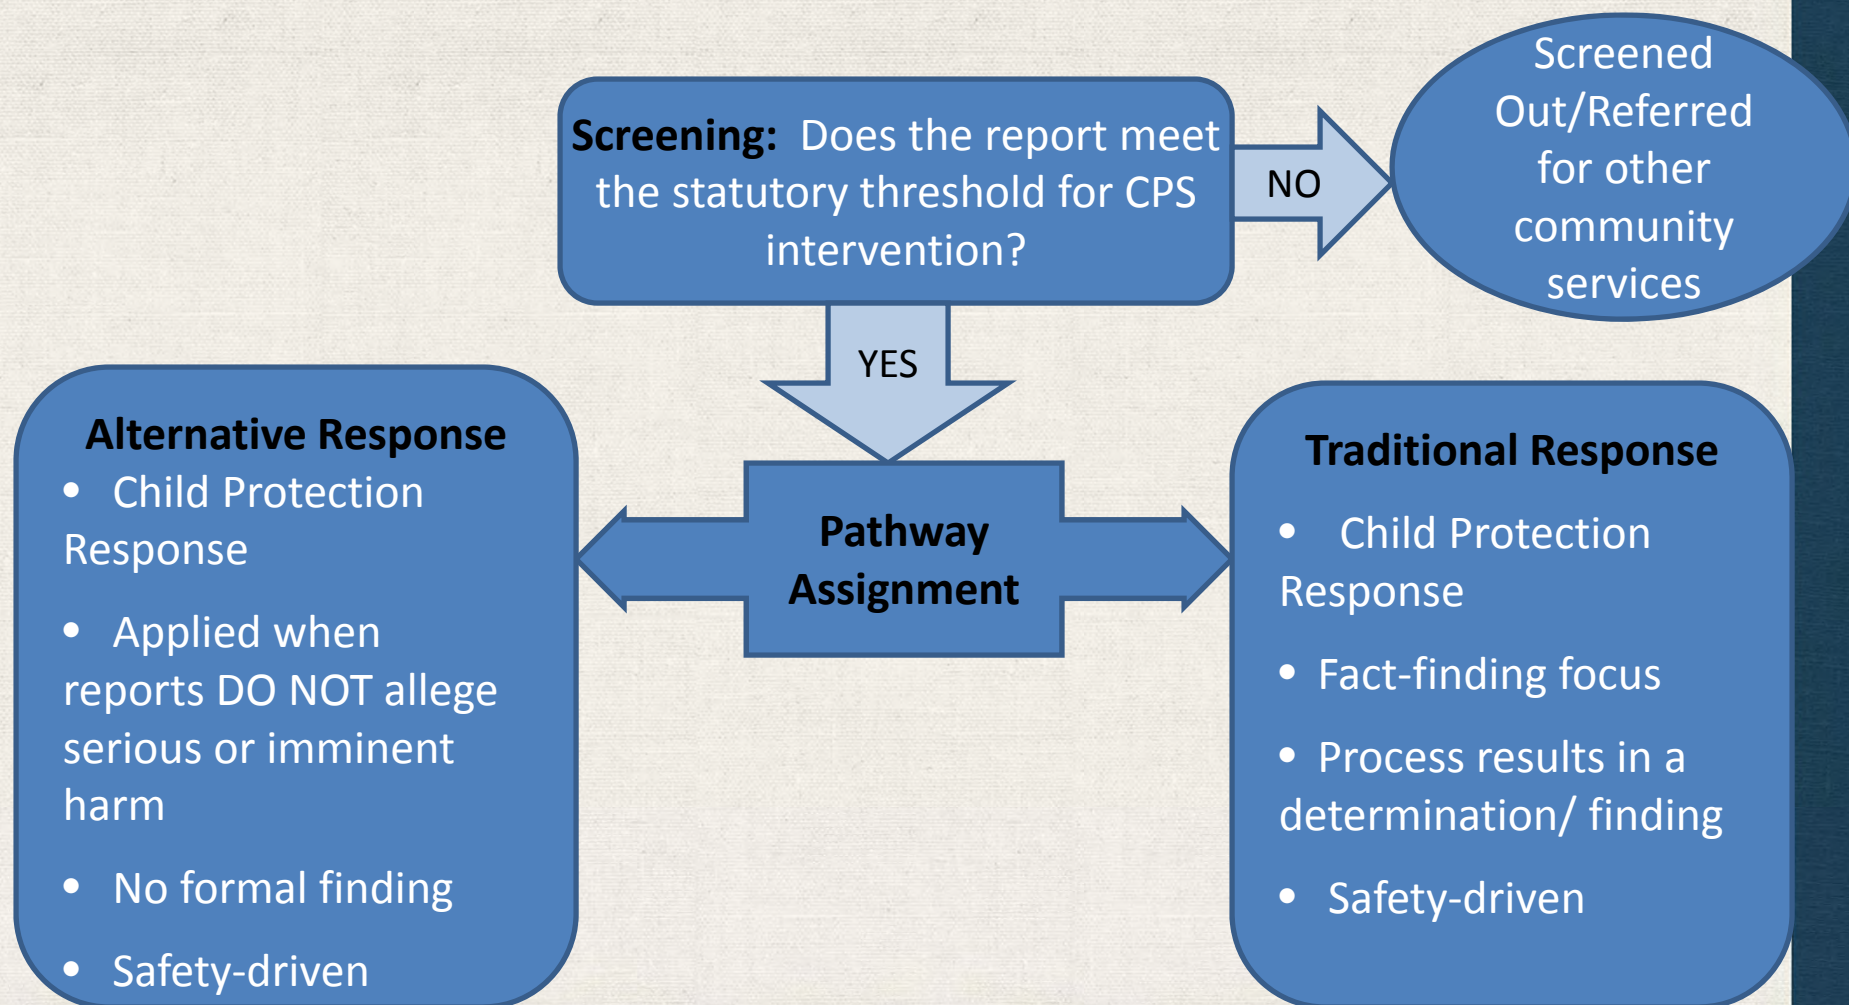 Screening: Does the report meet
the statutory threshold for CPS
intervention?
NO
Screened
Out/Referred
for other
community
services
YES
Pathway
Assignment
Alternative Response
• Child Protection
Response
• Applied when
reports DO NOT allege
serious or imminent
harm
• No formal finding
• Safety-driven
Traditional Response
• Child Protection
Response
• Fact-finding focus
• Process results in a
determination/ finding
• Safety-driven